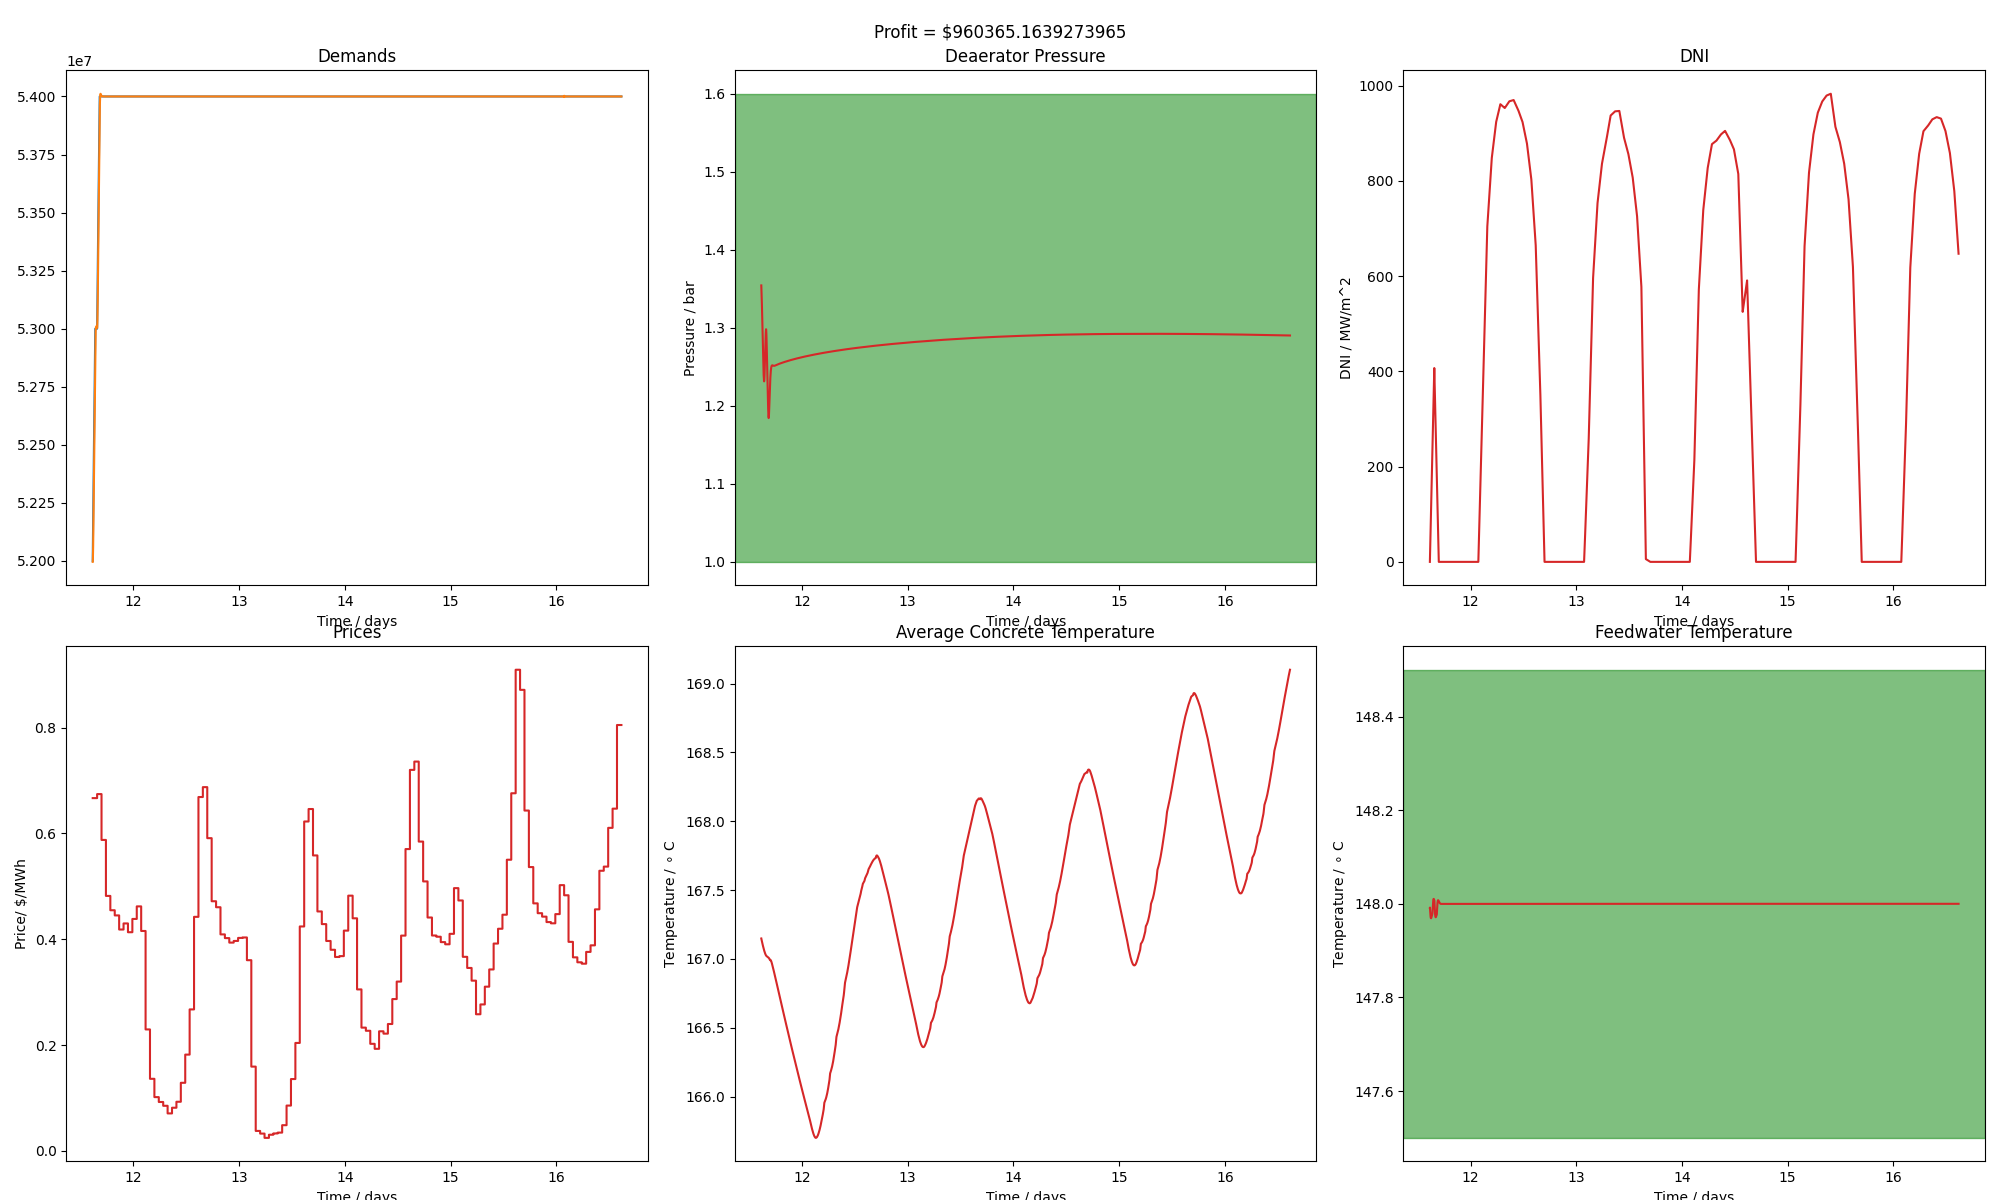 Profit = $960365.1639273965
Demands
1e7
5.400
5.375
5.350
5.325
5.300
5.275
5.250
5.225
5.200
12 13 14 15 16
Time / days
Deaerator Pressure
Pressure / bar
1.6
1.5
1.4
1.3
1.2
1.1
1.0
12 13 14 15 16
Time / days
DNI
DNI / MW/m^2
1000
800
600
400
200
0
12 13 14 15 16
Time / days
Prices
Price/ $/MWh
0.8
0.6
0.4
0.2
0.0
12 13 14 15 16
Time / days
Average Concrete Temperature
Temperature / ∘ C
169.0
168.5
168.0
167.5
167.0
166.5
166.0
12 13 14 15 16
Time / days
Feedwater Temperature
Temperature / ∘ C
148.4
148.2
148.0
147.8
147.6
12 13 14 15 16
Time / days